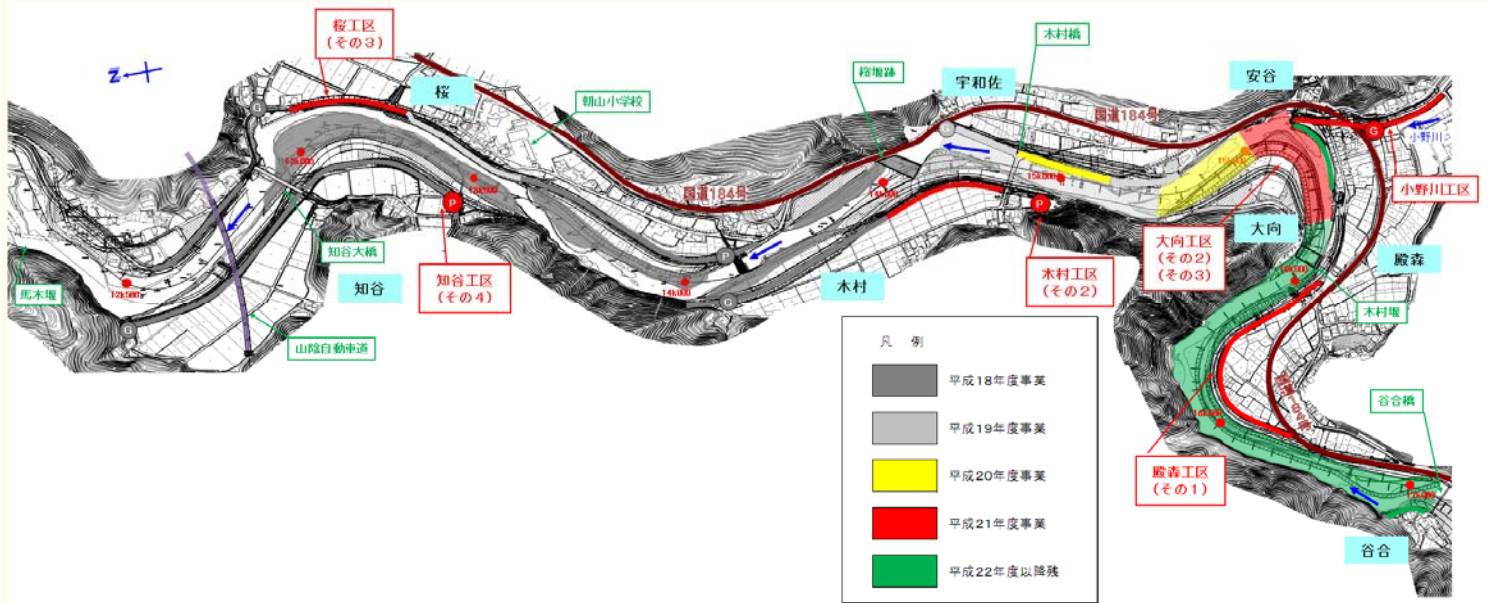 桜工区
(その3)
桜
朝山小学校
桜堰跡
宇和佐
木村橋
安谷
国道184号
小野川
小野川工区
国道184号
大向工区
(その2)
(その3)
大向
殿森
木村堰
馬木堰
12k500
知谷大橋
知谷
知谷工区
(その4)
山陰自動車道
14k000
木村
木村工区
(その2)
15k000
殿森工区
(その1)
谷合橋
谷合
凡 例
平成18年度事業
平成19年度事業
平成20年度事業
平成21年度事業
平成22年度以降残
G
G
G
G
P
P
P